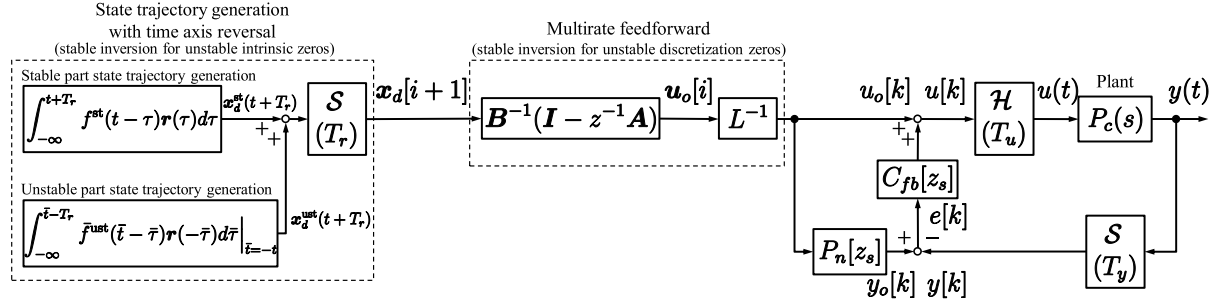 State trajectory generation
with time axis reversal
(stable inversion for unstable intrinsic zeros)
Stable part state trajectory generation
∫_{-∞}^{t+T_r} f^{st}(t − τ)r(τ)dτ
x_d^{st}(t+T_r)
+
+
S
(T_r)
Unstable part state trajectory generation
∫_{-∞}^{t̄−T_r} f̄^{ust}(t̄ − τ̄)r(−τ̄)dτ̄|_{t̄=−t}
x_d^{ust}(t+T_r)
x_d[i + 1]
Multirate feedforward
(stable inversion for unstable discretization zeros)
B^{-1}(I − z^{-1}A)
u_o[i]
L^{-1}
u_o[k]
+
+
u[k]
H
(T_u)
u(t)
Plant
P_c(s)
y(t)
C_{fb}[z_s]
e[k]
P_n[z_s]
+
−
y_o[k]
y[k]
S
(T_y)